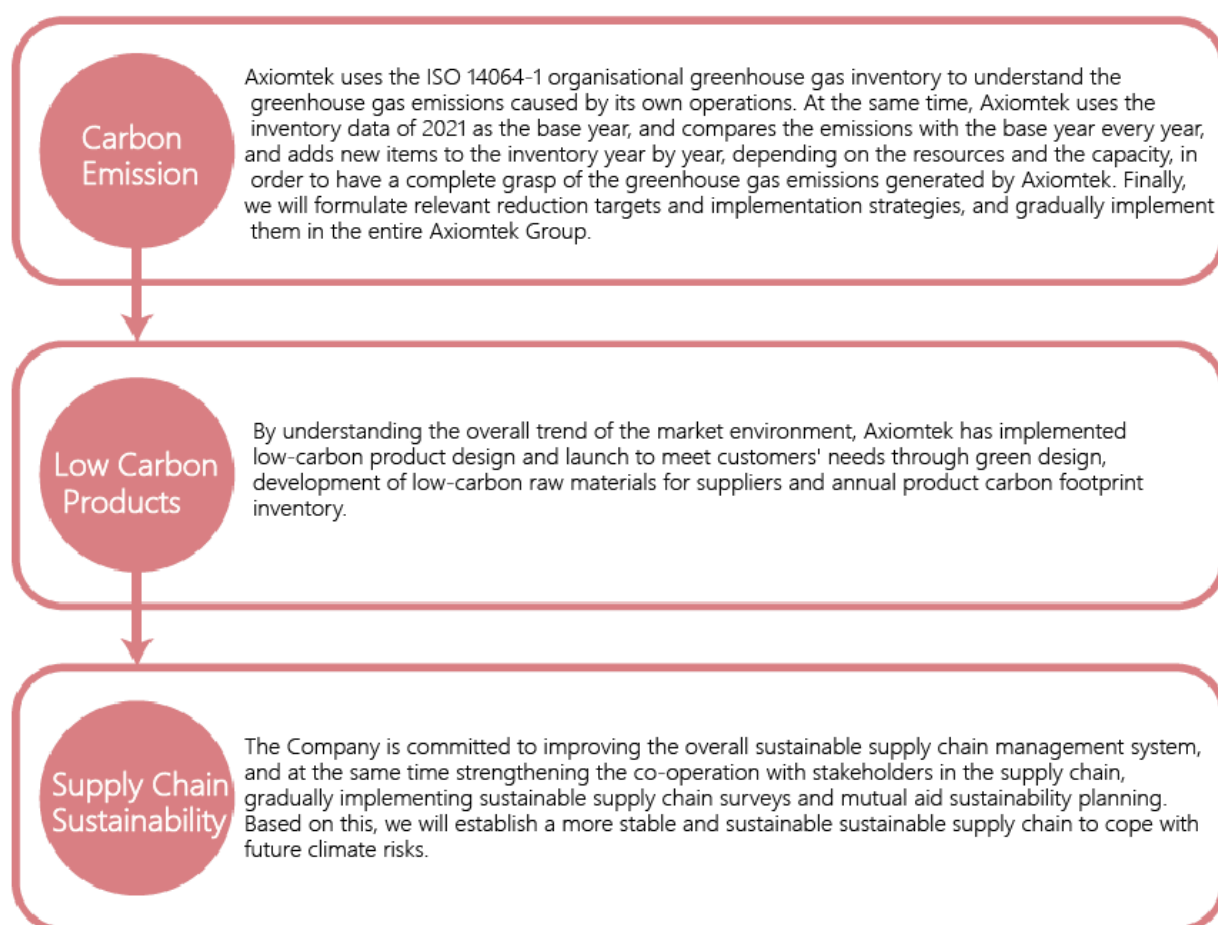 Carbon
Emission
Axiomtek uses the ISO 14064-1 organisational greenhouse gas inventory to understand the
greenhouse gas emissions caused by its own operations. At the same time, Axiomtek uses the
inventory data of 2021 as the base year, and compares the emissions with the base year every year,
and adds new items to the inventory year by year, depending on the resources and the capacity, in
order to have a complete grasp of the greenhouse gas emissions generated by Axiomtek. Finally,
we will formulate relevant reduction targets and implementation strategies, and gradually implement
them in the entire Axiomtek Group.
Low Carbon
Products
By understanding the overall trend of the market environment, Axiomtek has implemented
low-carbon product design and launch to meet customers' needs through green design,
development of low-carbon raw materials for suppliers and annual product carbon footprint
inventory.
Supply Chain
Sustainability
The Company is committed to improving the overall sustainable supply chain management system,
and at the same time strengthening the co-operation with stakeholders in the supply chain,
gradually implementing sustainable supply chain surveys and mutual aid sustainability planning.
Based on this, we will establish a more stable and sustainable sustainable supply chain to cope with
future climate risks.